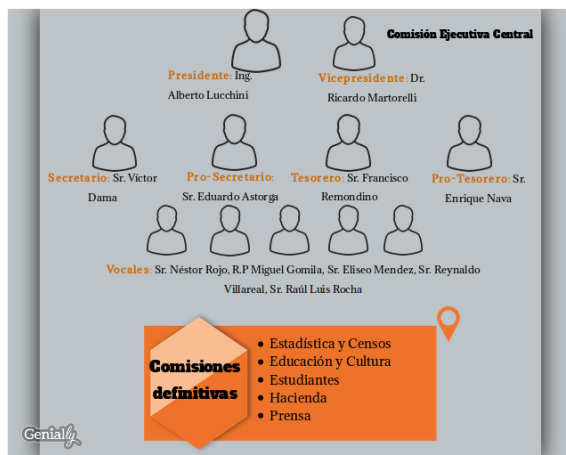 Comisión Ejecutiva Central
Presidente: Ing.
Alberto Lucchini
Vicepresidente: Dr.
Ricardo Martorelli
Secretario: Sr. Víctor
Dama
Pro-Secretario:
Sr. Eduardo Astorga
Tesorero: Sr. Francisco
Remondino
Pro-Tesorero: Sr.
Enrique Nava
Vocales: Sr. Néstor Rojo, R.P Miguel Gomila, Sr. Eliseo Mendez, Sr. Reynaldo
Villareal, Sr. Raúl Luis Rocha
Comisiones
definitivas
• Estadística y Censos
• Educación y Cultura
• Estudiantes
• Hacienda
• Prensa
Genially